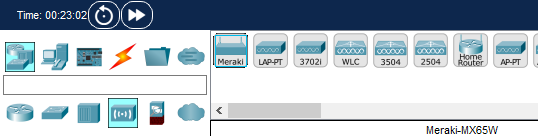 Time: 00:23:02
Meraki LAP-PT 3702i WLC 3504 2504 Home Router AP-PT
Meraki-MX65W